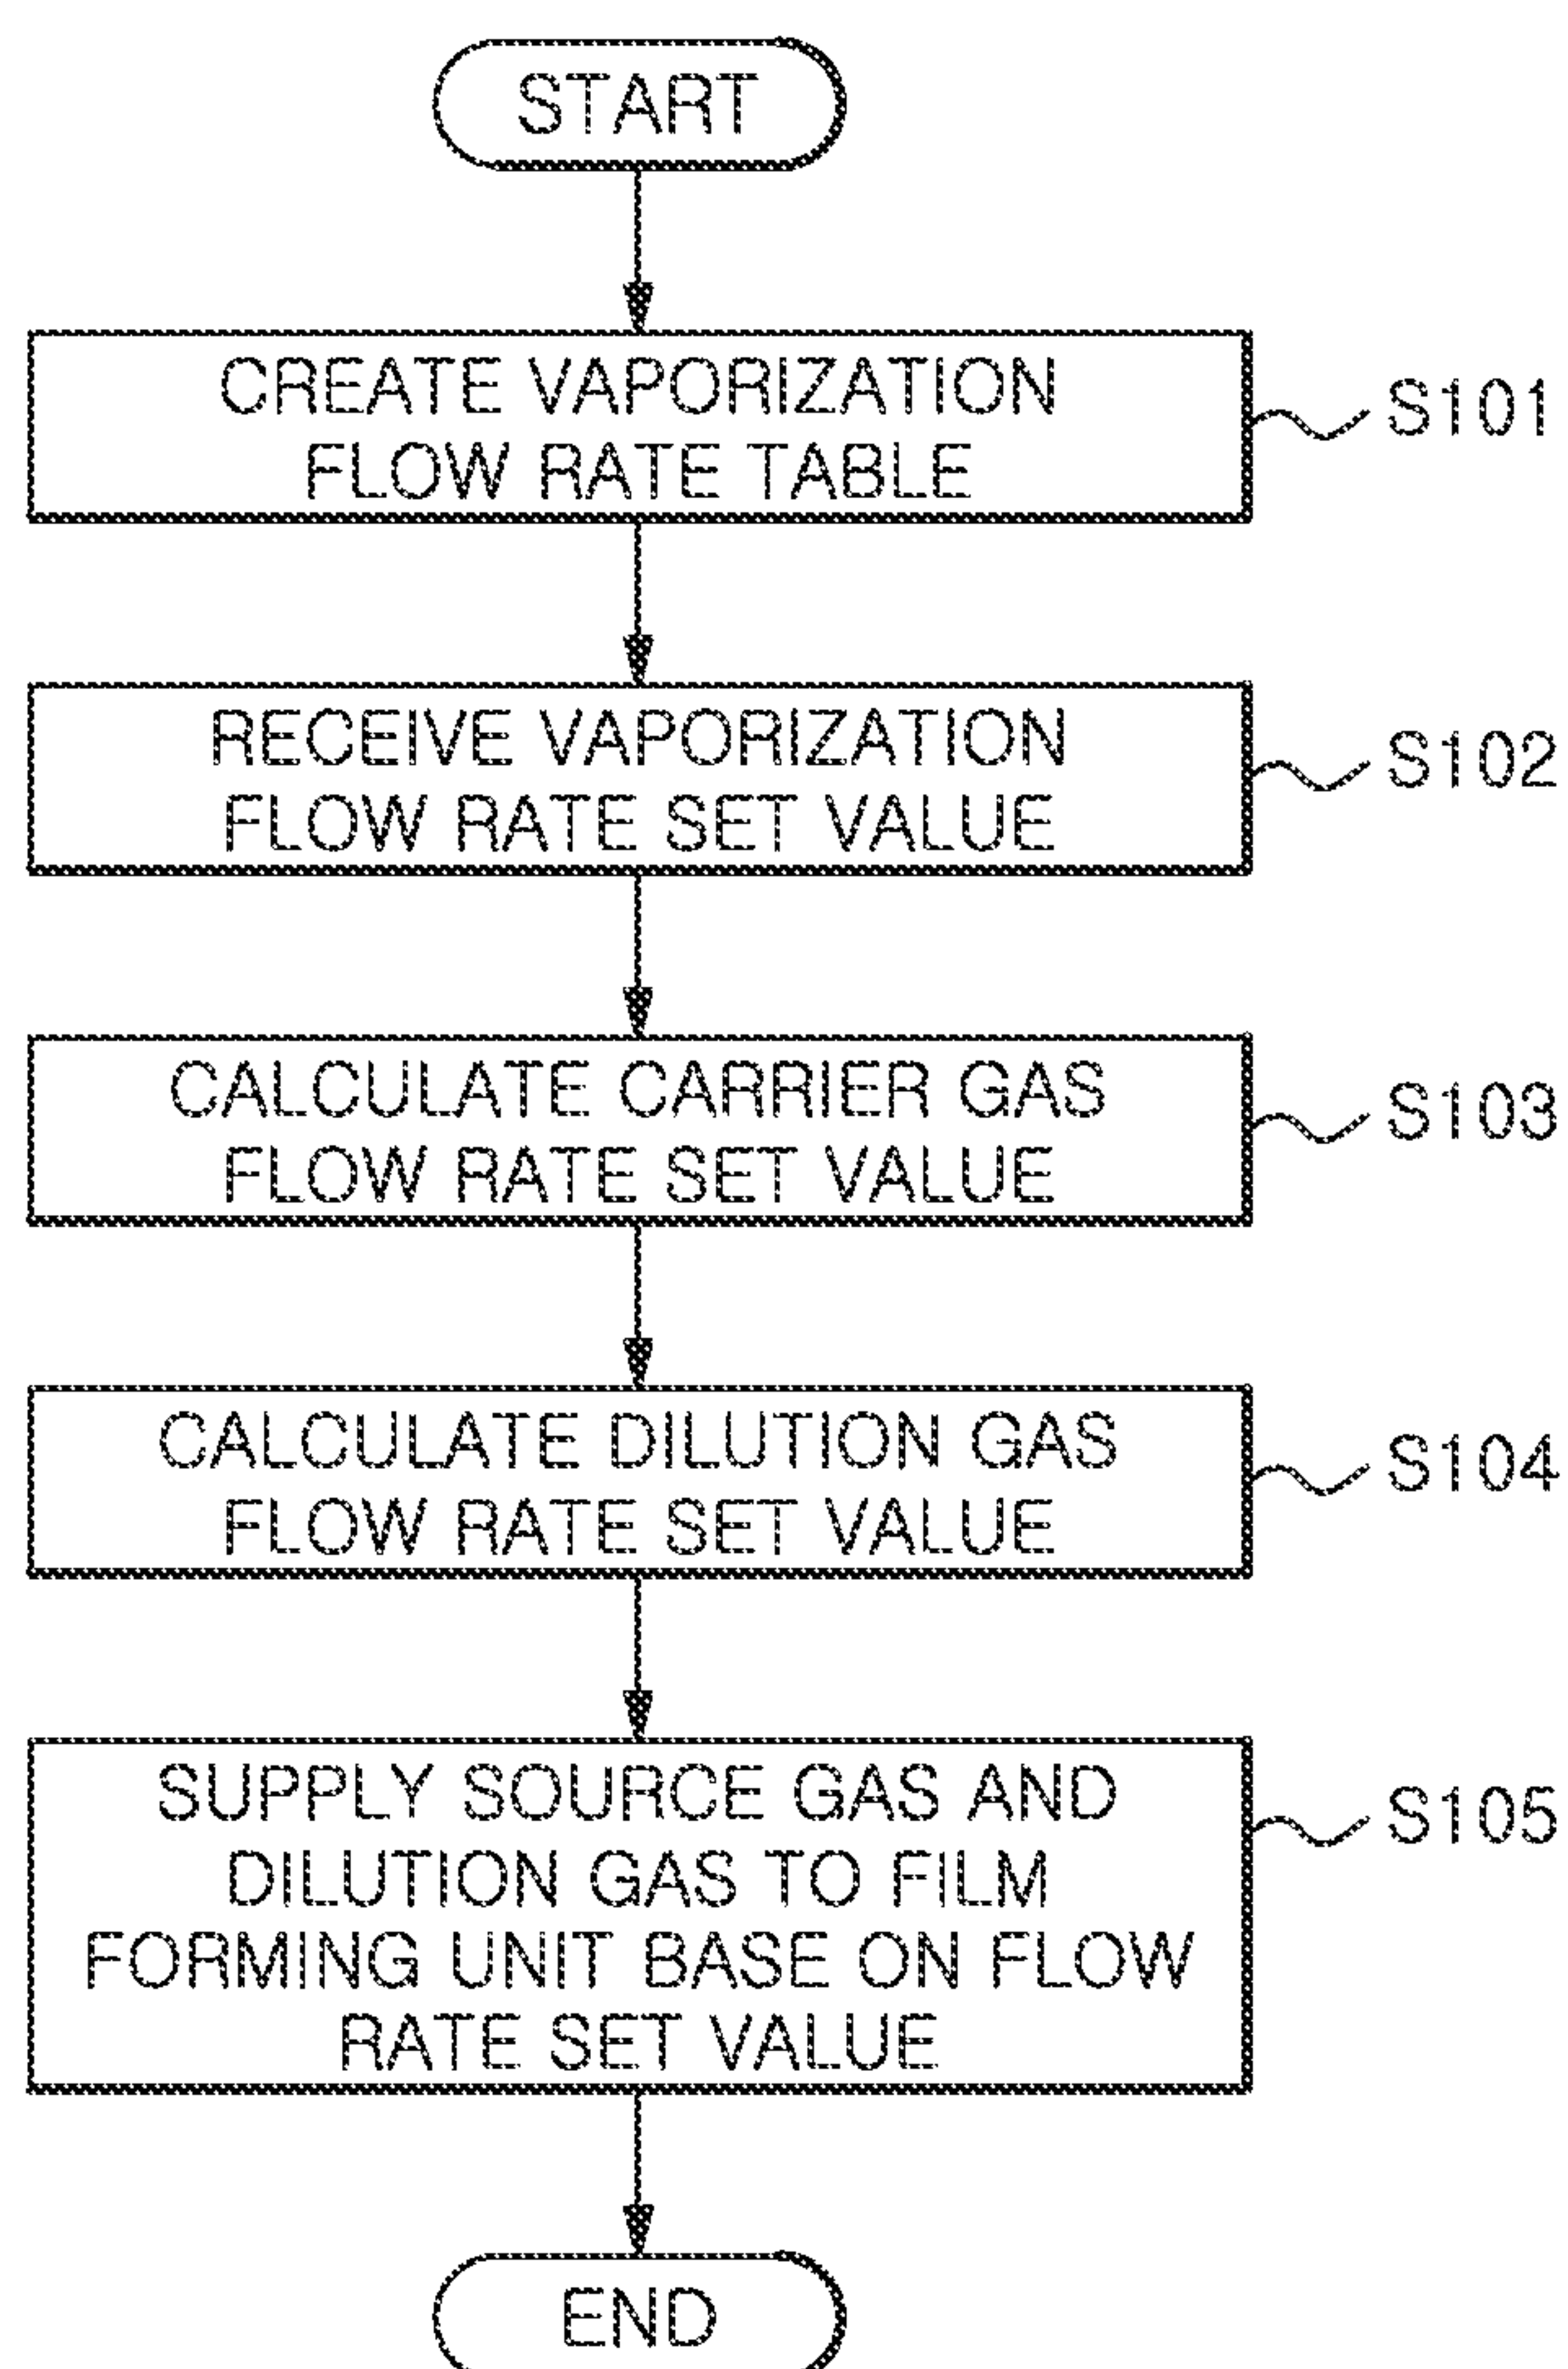 START
CREATE VAPORIZATION
FLOW RATE TABLE
S101
RECEIVE VAPORIZATION
FLOW RATE SET VALUE
S102
CALCULATE CARRIER GAS
FLOW RATE SET VALUE
S103
CALCULATE DILUTION GAS
FLOW RATE SET VALUE
S104
SUPPLY SOURCE GAS AND
DILUTION GAS TO FILM
FORMING UNIT BASE ON FLOW
RATE SET VALUE
S105
END